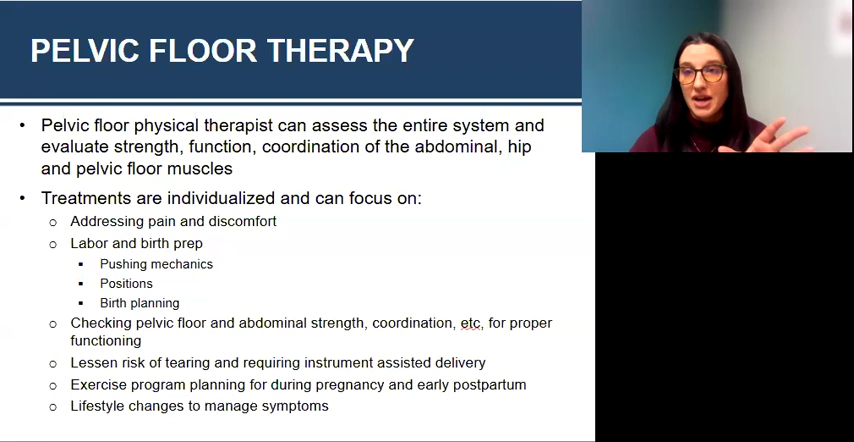 PELVIC FLOOR THERAPY
• Pelvic floor physical therapist can assess the entire system and
evaluate strength, function, coordination of the abdominal, hip
and pelvic floor muscles
• Treatments are individualized and can focus on:
o Addressing pain and discomfort
o Labor and birth prep
▪ Pushing mechanics
▪ Positions
▪ Birth planning
o Checking pelvic floor and abdominal strength, coordination, etc, for proper
functioning
o Lessen risk of tearing and requiring instrument assisted delivery
o Exercise program planning for during pregnancy and early postpartum
o Lifestyle changes to manage symptoms